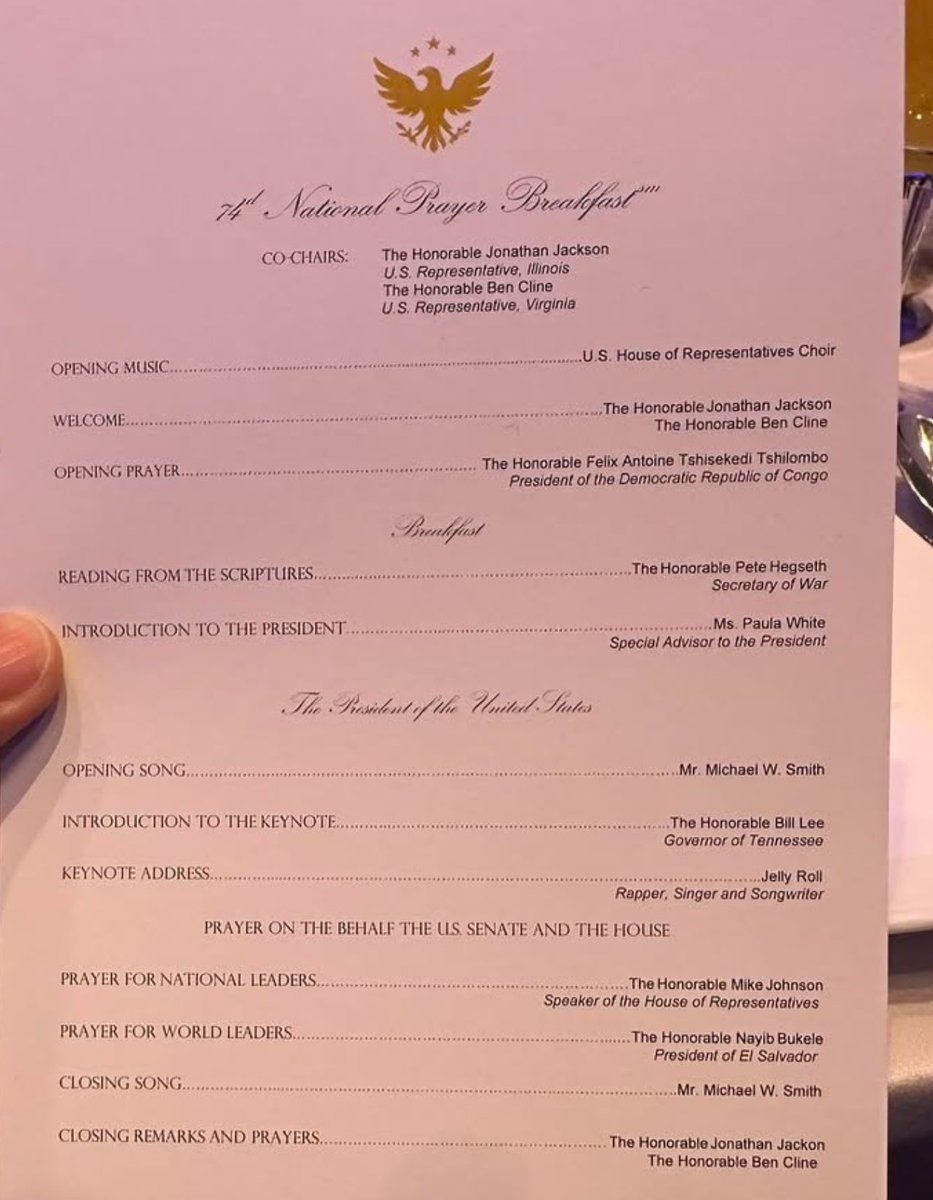 74rd National Prayer Breakfast sm
CO-CHAIRS: The Honorable Jonathan Jackson
U.S. Representative, Illinois
The Honorable Ben Cline
U.S. Representative, Virginia
OPENING MUSIC..........U.S. House of Representatives Choir
WELCOME..........The Honorable Jonathan Jackson
The Honorable Ben Cline
OPENING PRAYER.......... The Honorable Felix Antoine Tshisekedi Tshilombo
President of the Democratic Republic of Congo
Breakfast
READING FROM THE SCRIPTURES..........The Honorable Pete Hegseth
Secretary of War
INTRODUCTION TO THE PRESIDENT..........Ms. Paula White
Special Advisor to the President
The President of the United States
OPENING SONG..........Mr. Michael W. Smith
INTRODUCTION TO THE KEYNOTE..........The Honorable Bill Lee
Governor of Tennessee
KEYNOTE ADDRESS..........Jelly Roll
Rapper, Singer and Songwriter
PRAYER ON THE BEHALF THE U.S. SENATE AND THE HOUSE
PRAYER FOR NATIONAL LEADERS..........The Honorable Mike Johnson
Speaker of the House of Representatives
PRAYER FOR WORLD LEADERS..........The Honorable Nayib Bukele
President of El Salvador
CLOSING SONG..........Mr. Michael W. Smith
CLOSING REMARKS AND PRAYERS..........The Honorable Jonathan Jackon
The Honorable Ben Cline